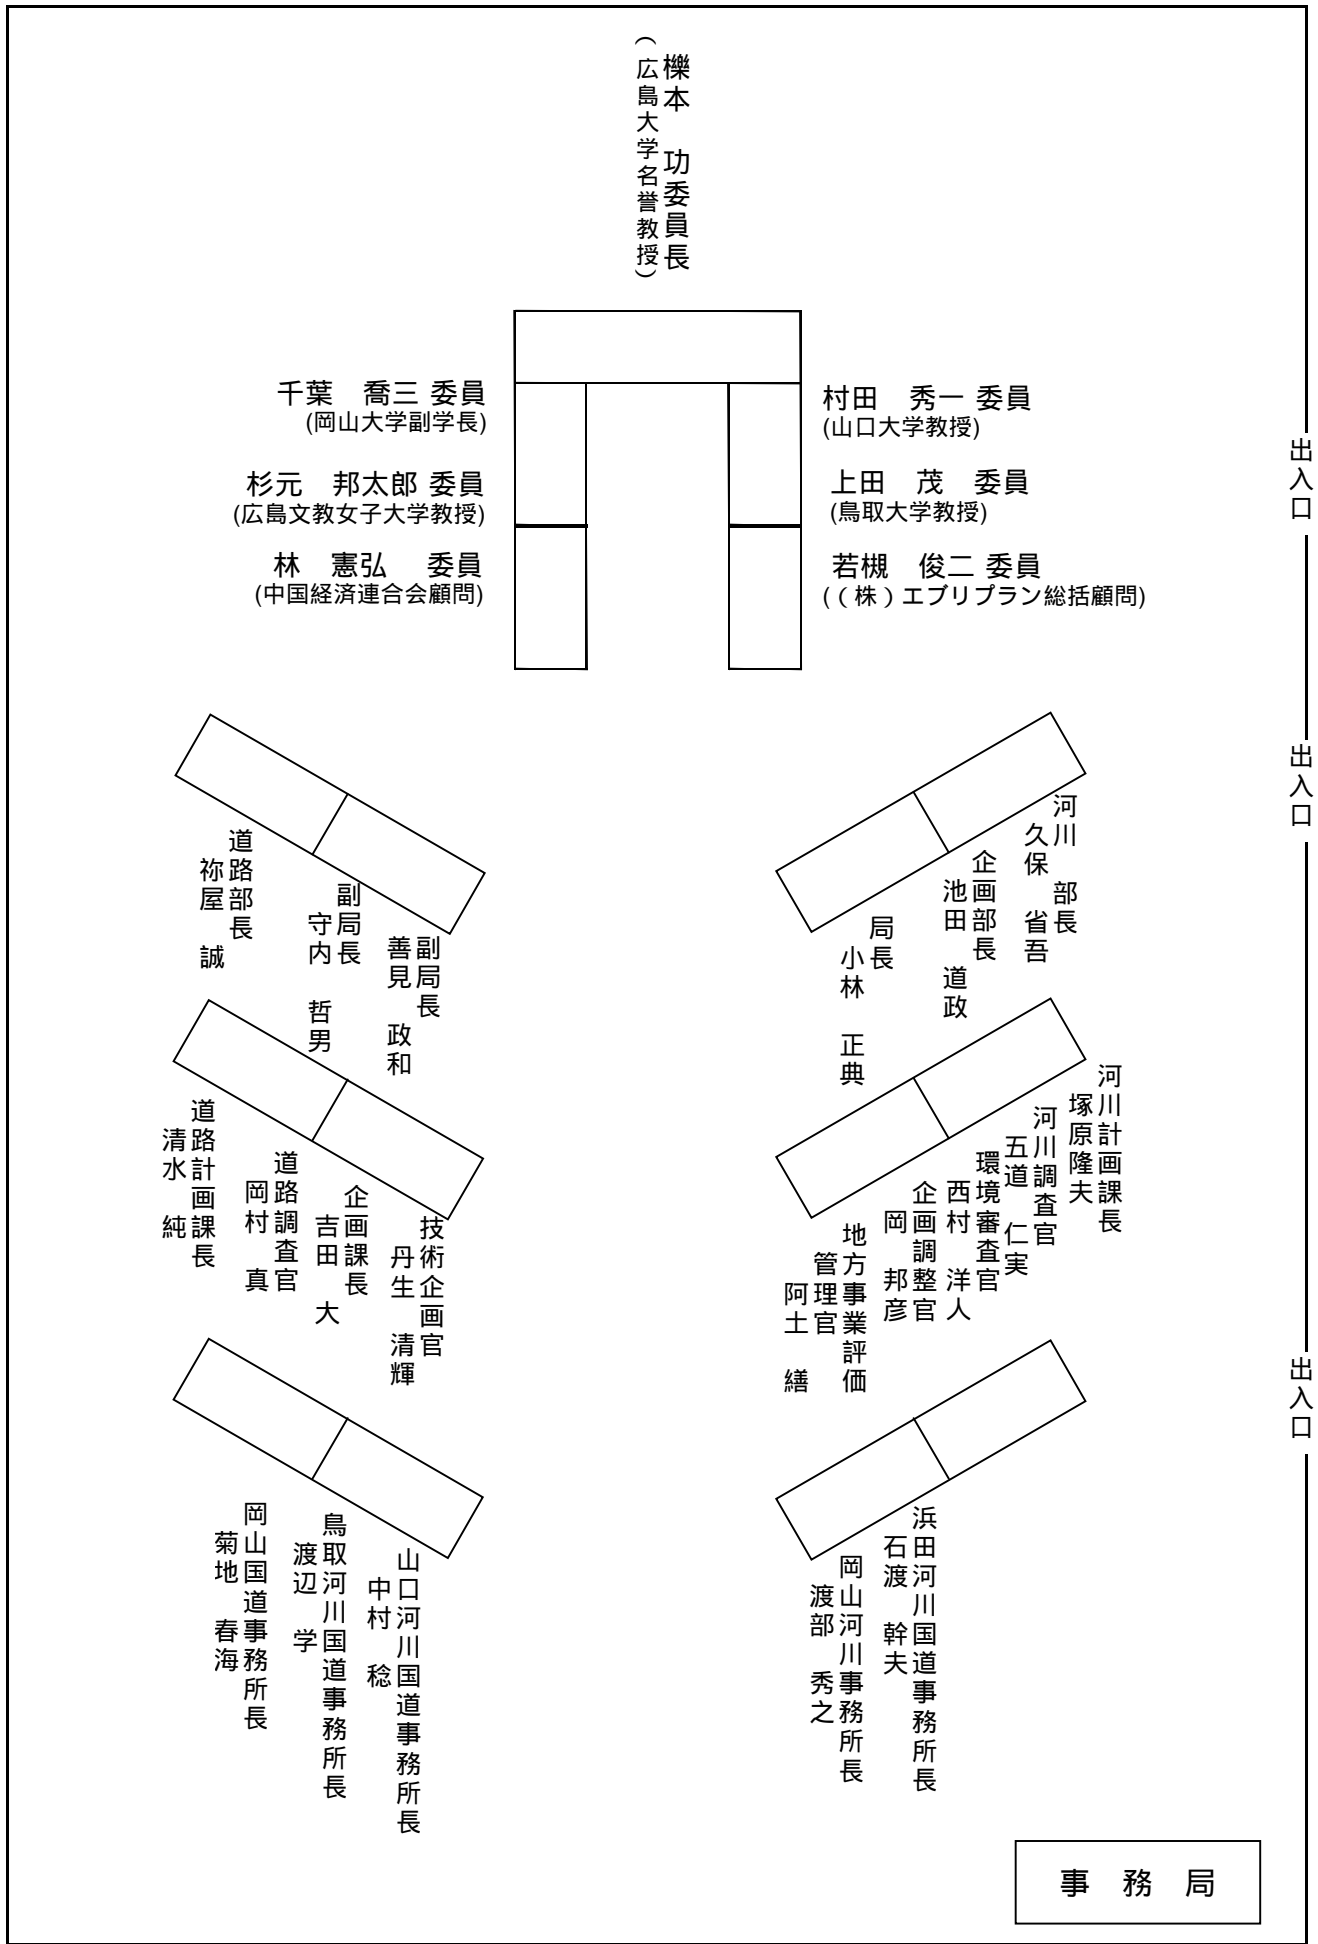 櫟本　功委員長
（広島大学名誉教授）
千葉　喬三 委員
(岡山大学副学長)
杉元　邦太郎 委員
(広島文教女子大学教授)
林　憲弘　委員
(中国経済連合会顧問)
村田　秀一 委員
(山口大学教授)
上田　茂　委員
(鳥取大学教授)
若槻　俊二 委員
(（株）エブリプラン総括顧問)
出入口
出入口
出入口
道路部長
祢屋　誠
副局長
守内　哲男
副局長
善見　政和
局長
小林　正典
企画部長
池田　道政
河川　部長
久保　省吾
道路計画課長
清水　純
道路調査官
岡村　真
企画課長
吉田　大
技術企画官
丹生　清輝
地方事業評価
管理官
阿土　繕
企画調整官
岡　邦彦
環境審査官
西村　洋人
河川調査官
五道　仁実
河川計画課長
塚原隆夫
岡山国道事務所長
菊地　春海
鳥取河川国道事務所長
渡辺　学
山口河川国道事務所長
中村　稔
岡山河川事務所長
渡部　秀之
浜田河川国道事務所長
石渡　幹夫
事　務　局